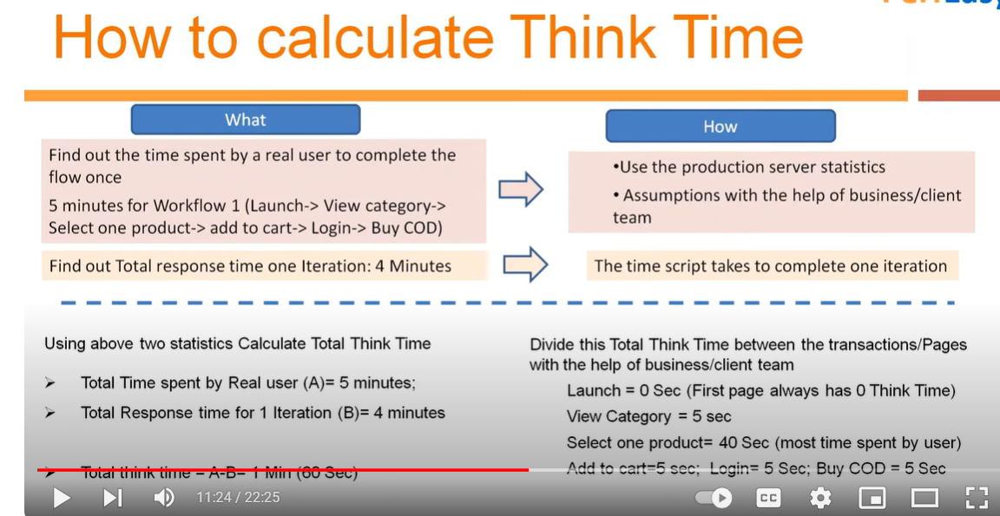 How to calculate Think Time
What
How
Find out the time spent by a real user to complete the
flow once
5 minutes for Workflow 1 (Launch-> View category->
Select one product-> add to cart-> Login-> Buy COD)
•Use the production server statistics
• Assumptions with the help of business/client
team
Find out Total response time one Iteration: 4 Minutes
The time script takes to complete one iteration
Using above two statistics Calculate Total Think Time
➢ Total Time spent by Real user (A)= 5 minutes;
➢ Total Response time for 1 Iteration (B)= 4 minutes
➢ Total think time = A-B= 1 Min (60 Sec)
Divide this Total Think Time between the transactions/Pages
with the help of business/client team
Launch = 0 Sec (First page always has 0 Think Time)
View Category = 5 sec
Select one product= 40 Sec (most time spent by user)
Add to cart=5 sec; Login= 5 Sec; Buy COD = 5 Sec
11:24 / 22:25
CC